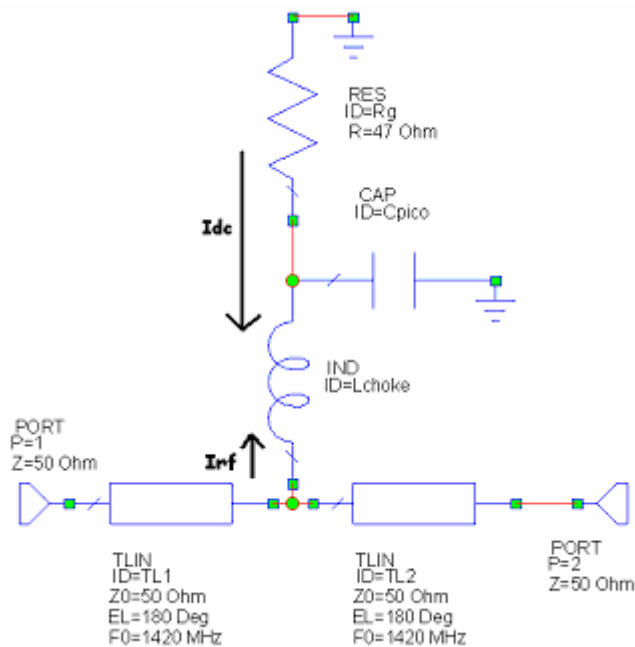 RES
ID=Rg
R=47 Ohm
CAP
ID=Cpico
Idc
IND
ID=Lchoke
Irf
PORT
P=1
Z=50 Ohm
TLIN
ID=TL1
Z0=50 Ohm
EL=180 Deg
F0=1420 MHz
TLIN
ID=TL2
Z0=50 Ohm
EL=180 Deg
F0=1420 MHz
PORT
P=2
Z=50 Ohm